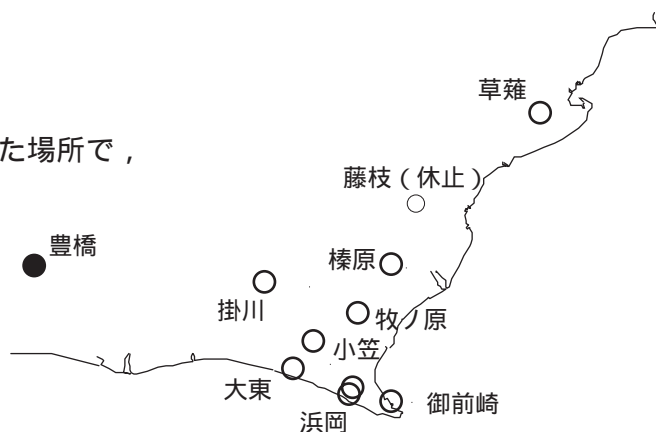 草薙
た場所で，
藤枝（休止）
豊橋
榛原
掛川
牧ノ原
小笠
大東
御前崎
浜岡